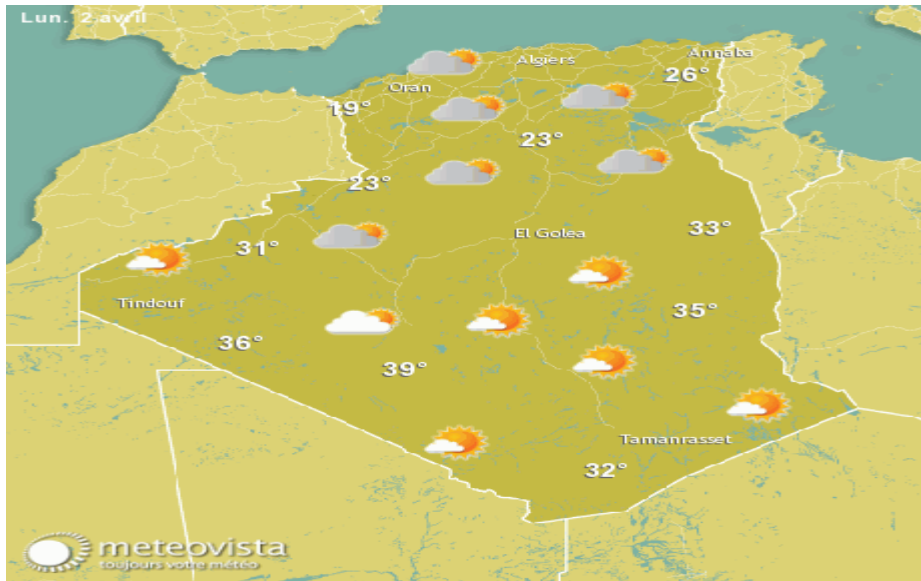 Lun. 2 avril
Annaba
Algiers
26°
Oran
19°
23°
23°
33°
El Golea
31°
Tindouf
35°
36°
39°
Tamanrasset
32°
meteovista
toujours votre météo